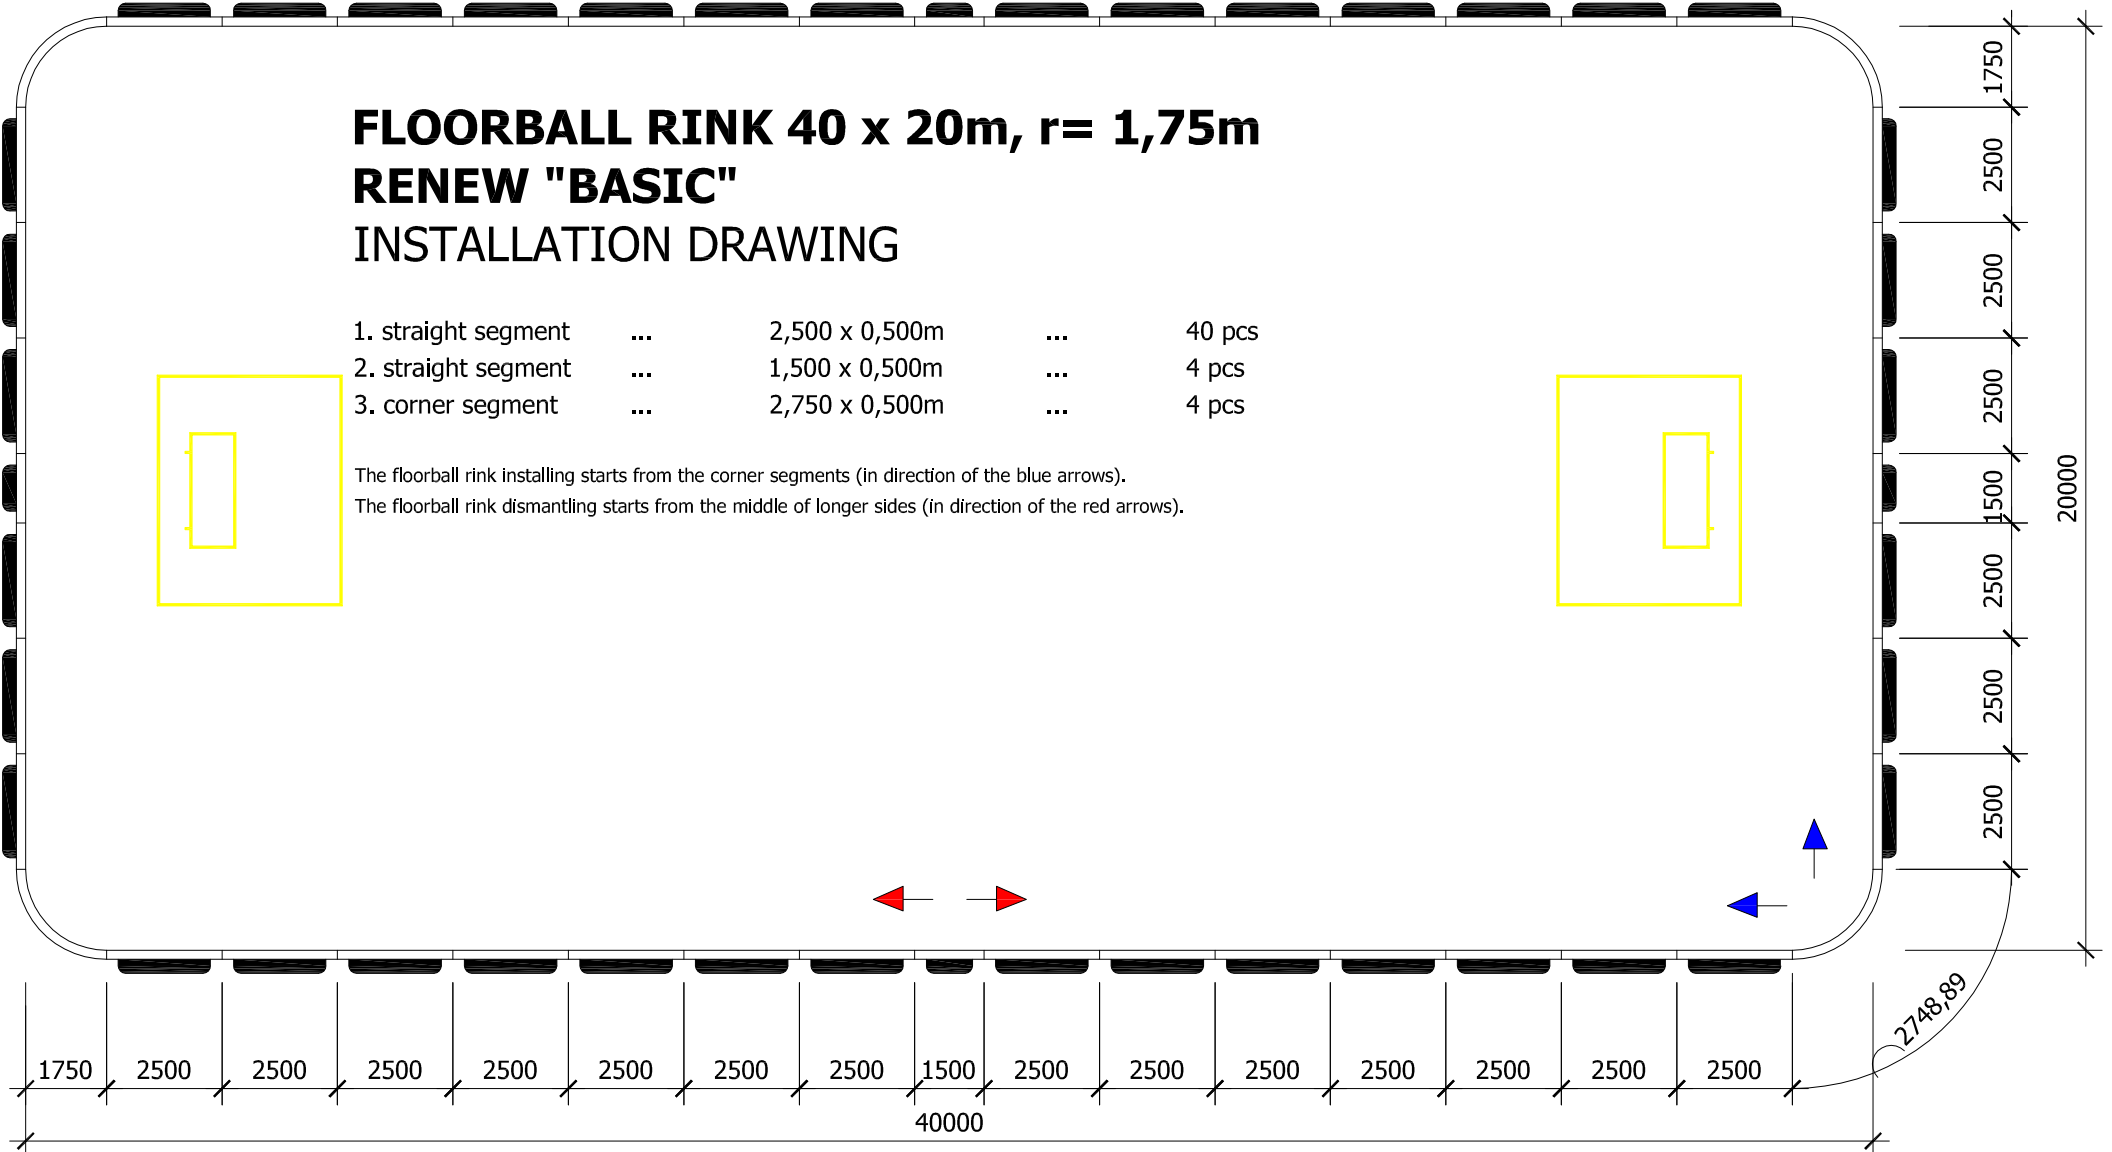 FLOORBALL RINK 40 x 20m, r= 1,75m
RENEW "BASIC"
INSTALLATION DRAWING
1. straight segment ... 2,500 x 0,500m ... 40 pcs
2. straight segment ... 1,500 x 0,500m ... 4 pcs
3. corner segment ... 2,750 x 0,500m ... 4 pcs
The floorball rink installing starts from the corner segments (in direction of the blue arrows).
The floorball rink dismantling starts from the middle of longer sides (in direction of the red arrows).
1750
2500
2500
2500
1500
2500
2500
2500
20000
2748,89
1750 2500 2500 2500 2500 2500 2500 2500 1500 2500 2500 2500 2500 2500 2500 2500
40000